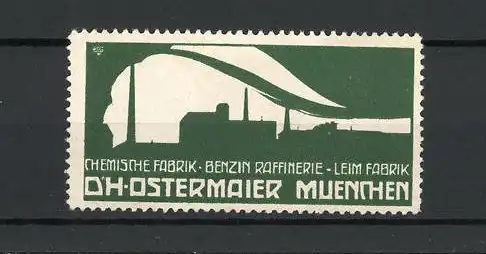 CHEMISCHE FABRIK · BENZIN RAFFINERIE - LEIM FABRIK
D'H·OSTERMAIER MUENCHEN